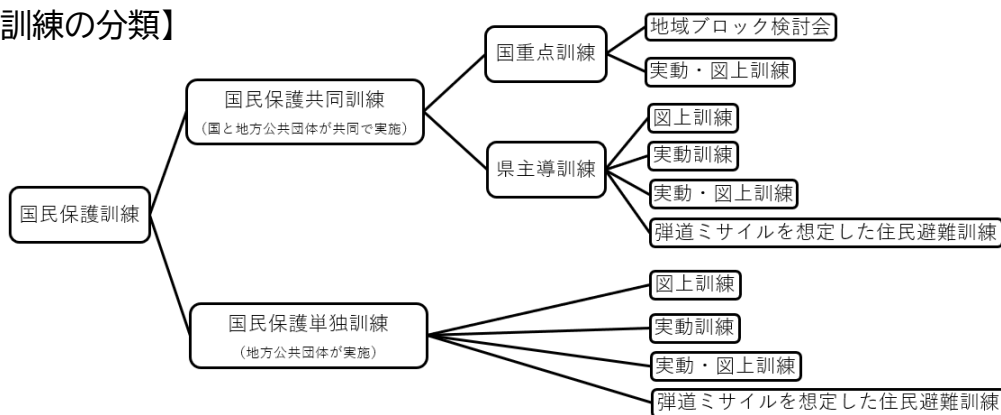 訓練の分類】
国民保護訓練
国民保護共同訓練
（国と地方公共団体が共同で実施）
国重点訓練
地域ブロック検討会
実動・図上訓練
県主導訓練
図上訓練
実動訓練
実動・図上訓練
弾道ミサイルを想定した住民避難訓練
国民保護単独訓練
（地方公共団体が実施）
図上訓練
実動訓練
実動・図上訓練
弾道ミサイルを想定した住民避難訓練